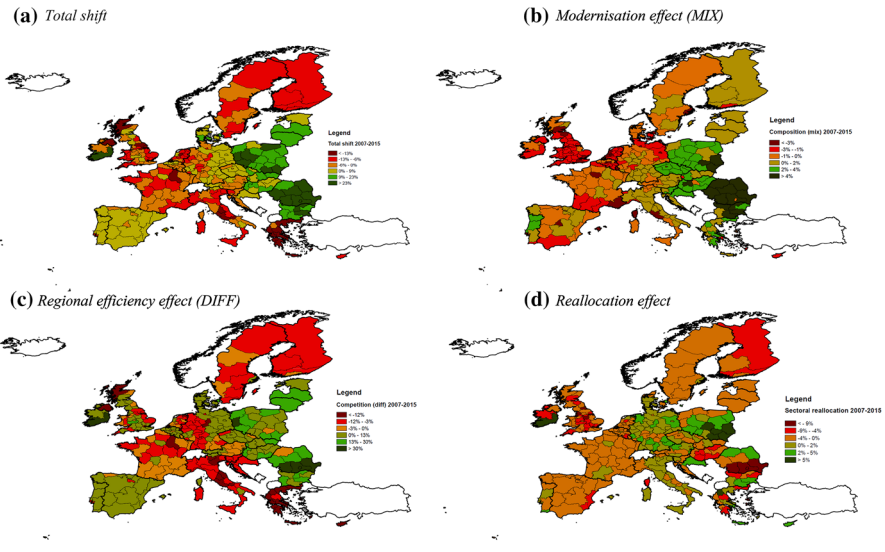 (a) Total shift
Legend
Total shift 2007-2015
< -13%
-13% - -6%
-6% - 0%
0% - 9%
9% - 23%
> 23%
(b) Modernisation effect (MIX)
Legend
Composition (mix) 2007-2015
< -3%
-3% - -1%
-1% - 0%
0% - 2%
2% - 4%
> 4%
(c) Regional efficiency effect (DIFF)
Legend
Competition (diff) 2007-2015
< -12%
-12% - -3%
-3% - 0%
0% - 13%
13% - 30%
> 30%
(d) Reallocation effect
Legend
Sectoral reallocation 2007-2015
< -9%
-9% - -4%
-4% - 0%
0% - 2%
2% - 5%
> 5%